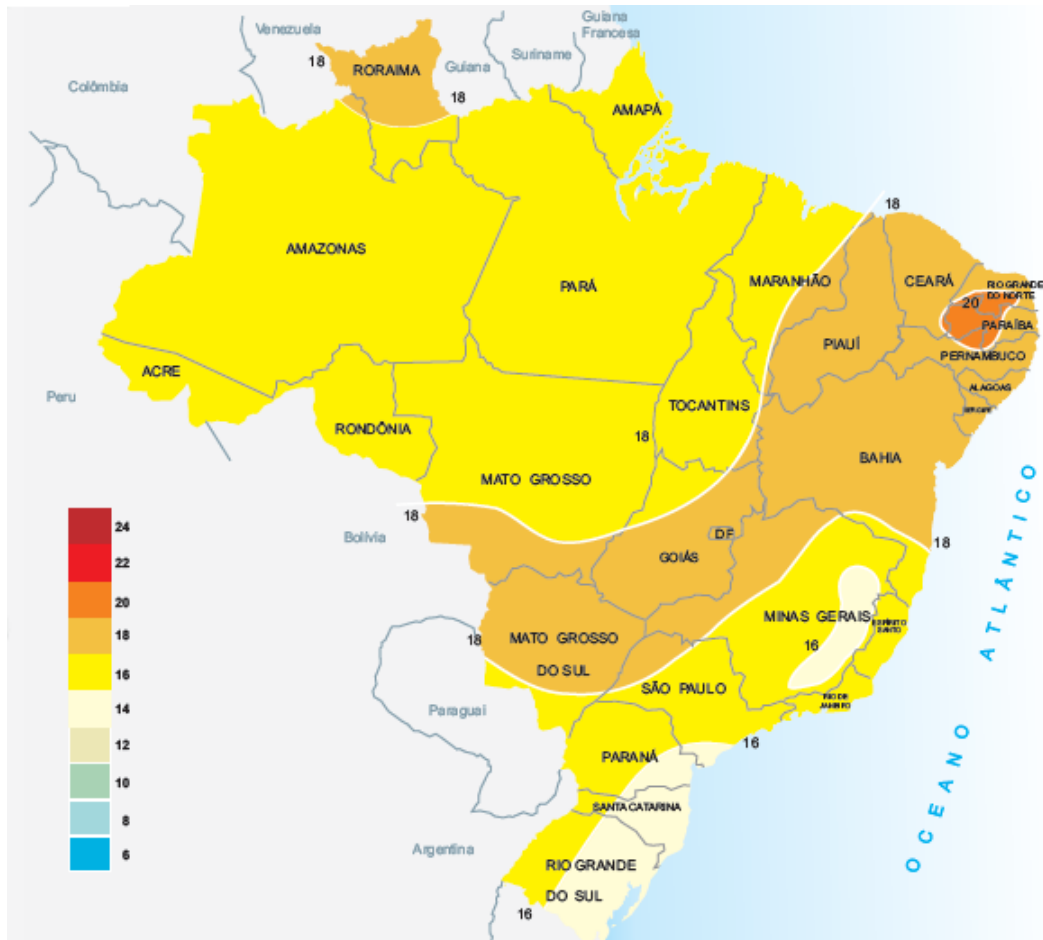 Venezuela
Guiana
Francesa
Suriname
18
RORAIMA
Guiana
Colômbia
18
AMAPÁ
18
AMAZONAS
PARÁ
MARANHÃO
CEARÁ
RIO GRANDE
DO NORTE
20
PARAÍBA
PIAUÍ
PERNAMBUCO
ACRE
ALAGOAS
Peru
TOCANTINS
SERGIPE
RONDÔNIA
18
BAHIA
MATO GROSSO
18
Bolívia
DF
18
GOIÁS
24
22
20
18
16
14
12
10
8
6
MINAS GERAIS
ESPÍRITO
SANTO
18
MATO GROSSO
DO SUL
16
SÃO PAULO
RIO DE
JANEIRO
Paraguai
16
PARANÁ
SANTA CATARINA
Argentina
RIO GRANDE
DO SUL
16
OCEANO ATLÂNTICO